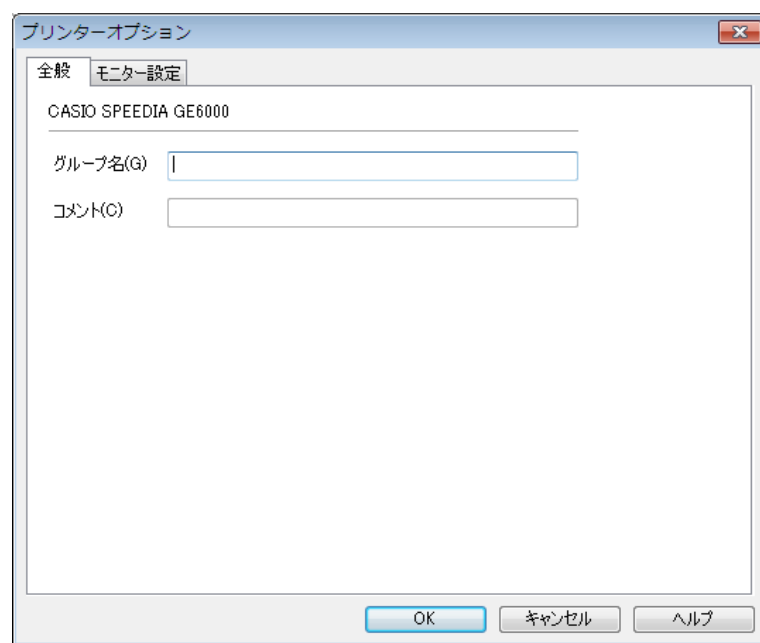 プリンターオプション
全般 モニター設定
CASIO SPEEDIA GE6000
グループ名(G)
コメント(C)
OK キャンセル ヘルプ